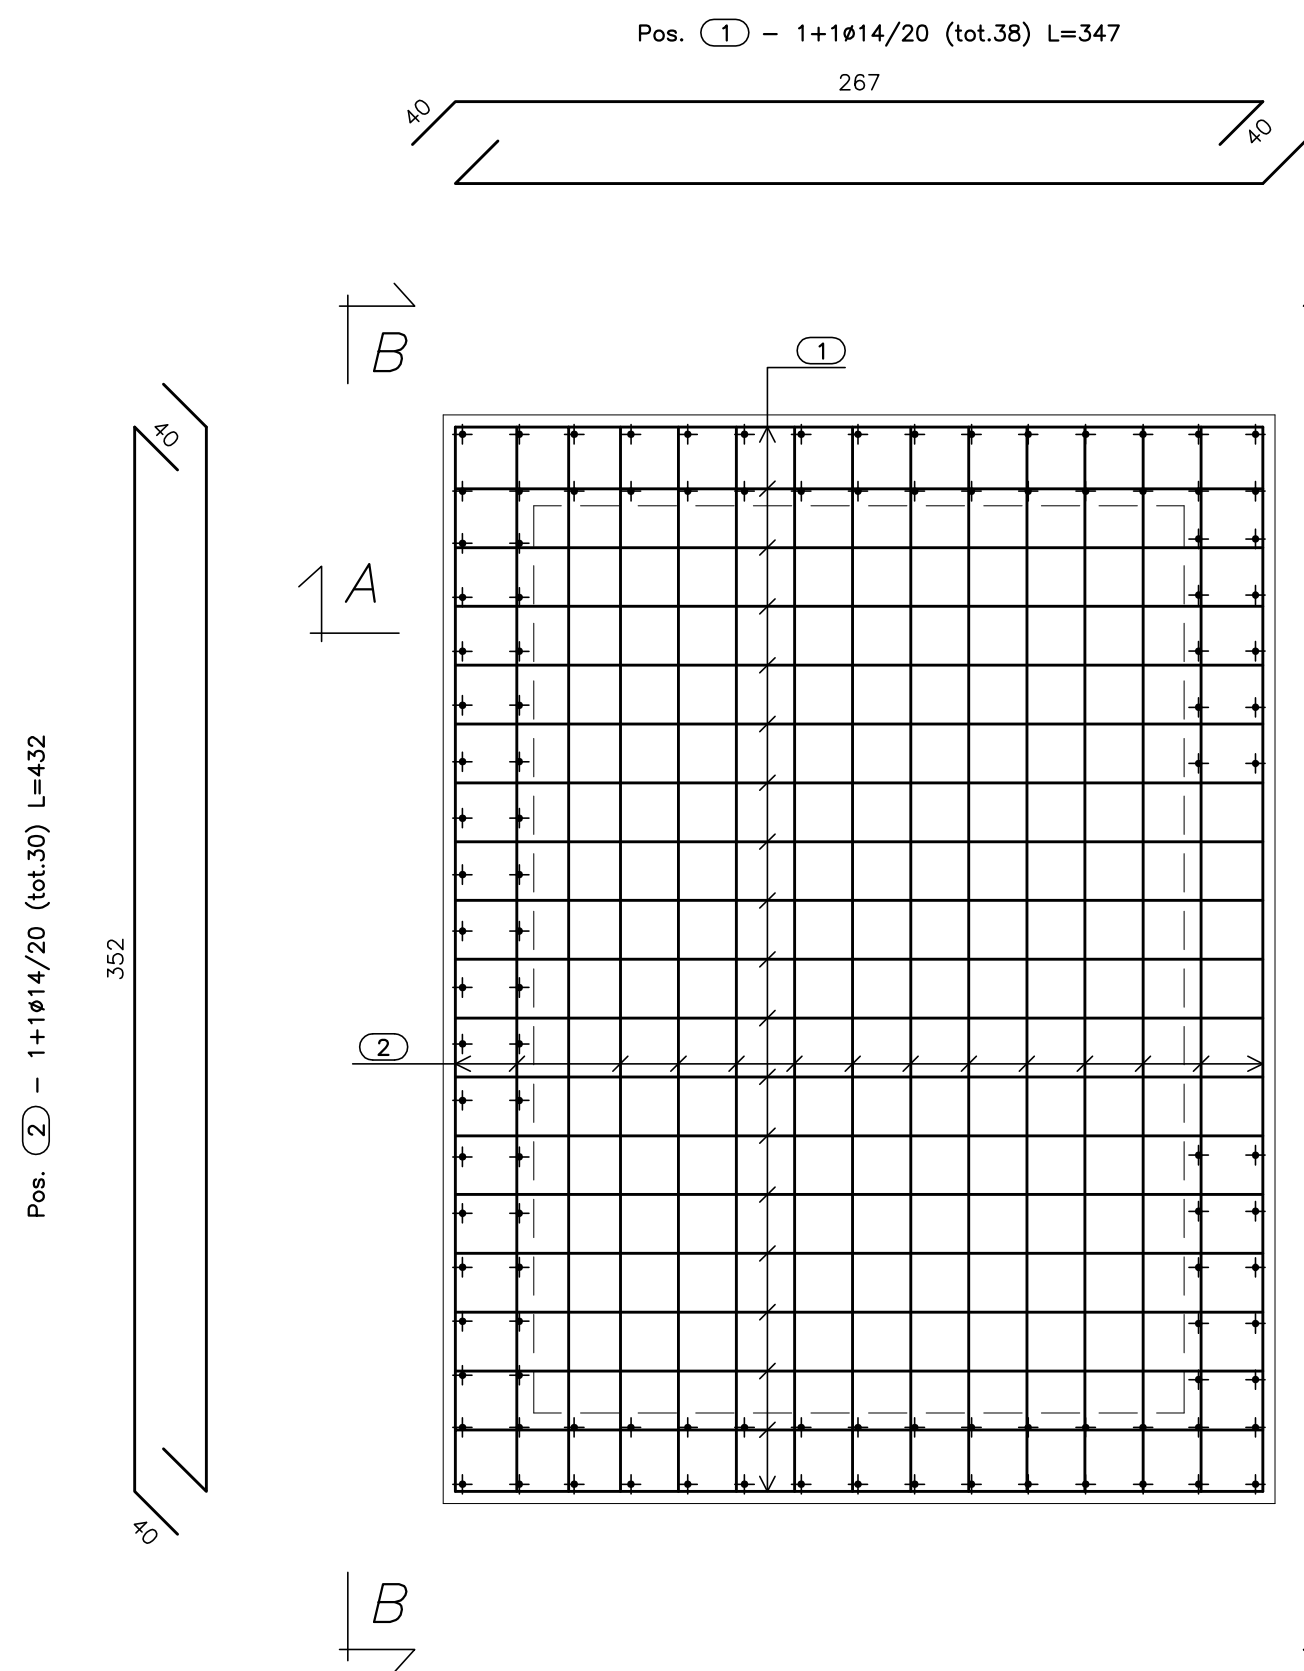 Pos. 1 – 1+1ø14/20 (tot.38) L=347
267
40
40
B
1
40
A
Pos. 2 – 1+1ø14/20 (tot.30) L=432
352
2
40
B